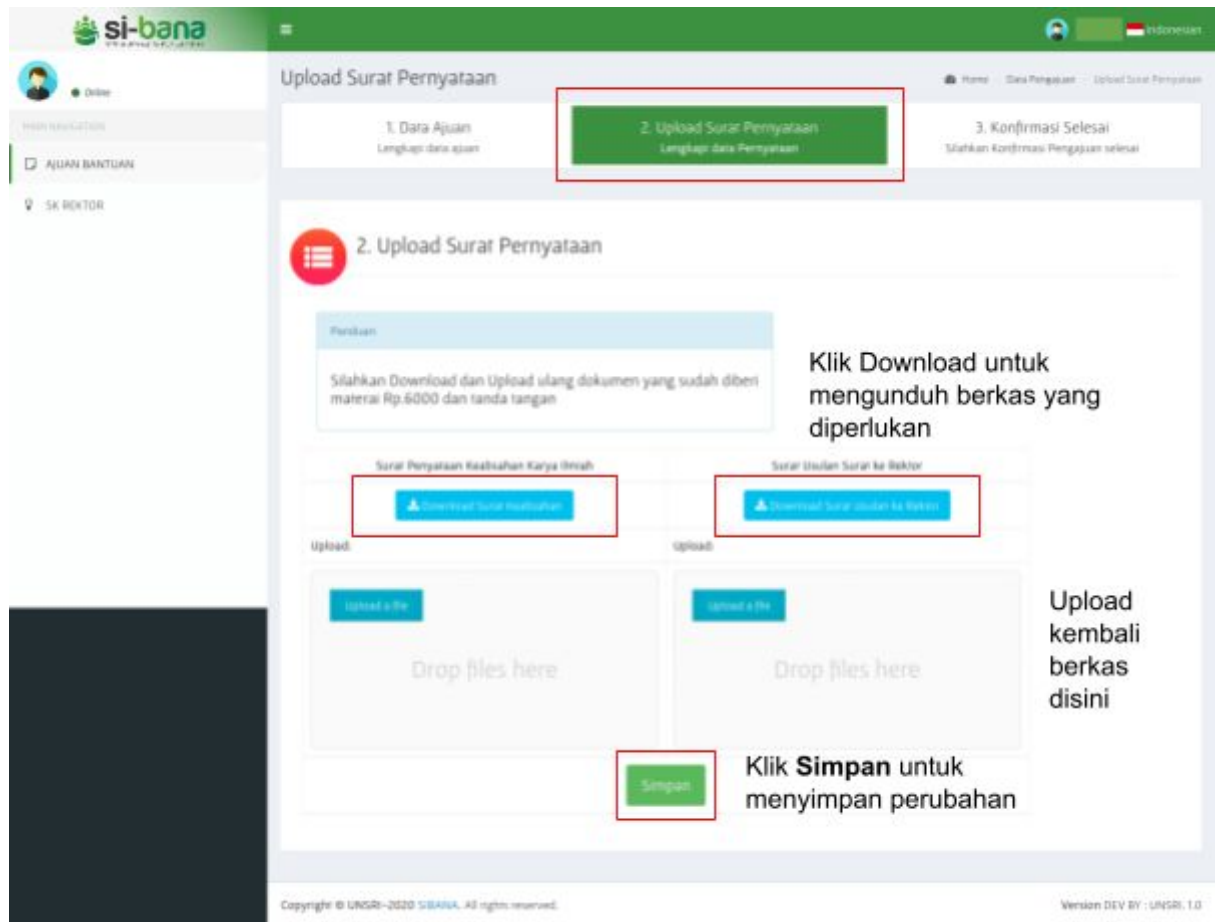 si-bana
Indonesian
Online
Upload Surat Pernyataan
Home Data Pengajuan Upload Surat Pernyataan
MAIN NAVIGATION
AJUAN BANTUAN
SK REKTOR
1. Data Ajuan
Lengkapi data ajuan
2. Upload Surat Pernyataan
Lengkapi data Pernyataan
3. Konfirmasi Selesai
Silahkan Konfirmasi Pengajuan selesai
2. Upload Surat Pernyataan
Panduan
Silahkan Download dan Upload ulang dokumen yang sudah diberi
materai Rp.6000 dan tanda tangan
Klik Download untuk
mengunduh berkas yang
diperlukan
Surat Penyataan Keabsahan Karya Ilmiah
Surat Usulan Surat ke Rektor
Download Surat Keabsahan
Download Surat usulan ke Rektor
Upload:
Upload:
Upload a file
Upload a file
Drop files here
Drop files here
Upload
kembali
berkas
disini
Simpan
Klik Simpan untuk
menyimpan perubahan
Copyright © UNSRI-2020 SIBANA. All rights reserved.
Version DEV BY : UNSRI. 1.0